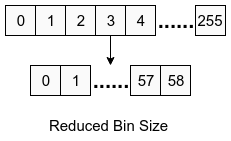 0 1 2 3 4 ...... 255
0 1 ...... 57 58
Reduced Bin Size